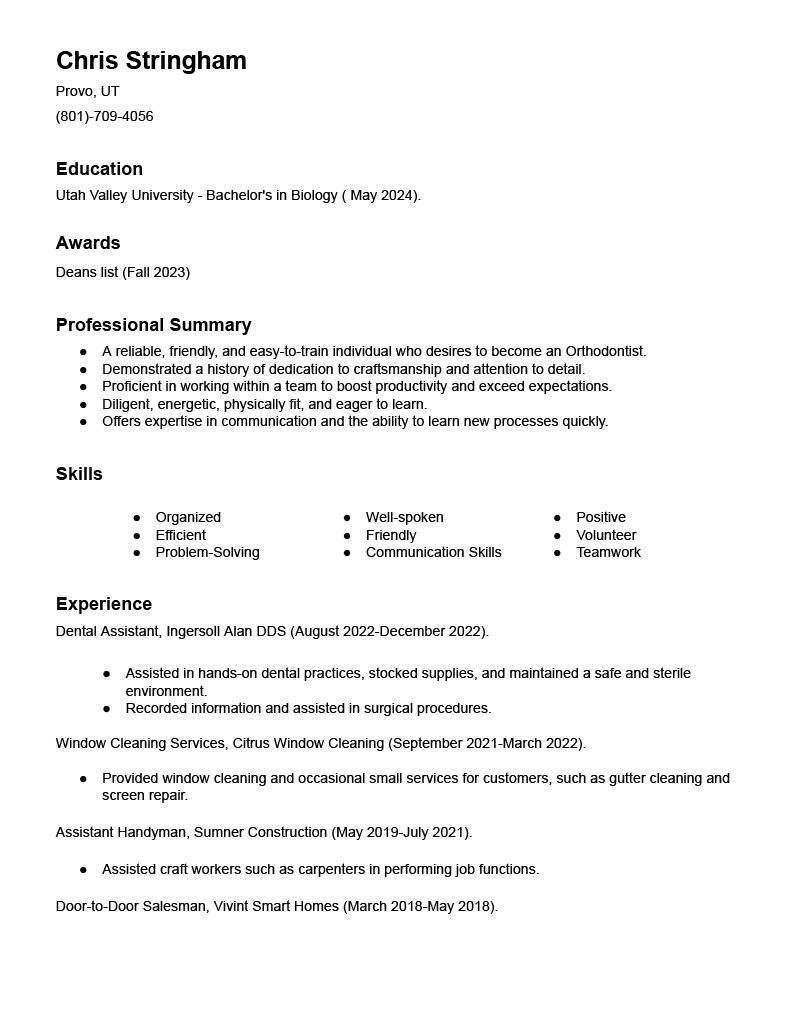 Chris Stringham
Provo, UT
(801)-709-4056
Education
Utah Valley University - Bachelor's in Biology ( May 2024).
Awards
Deans list (Fall 2023)
Professional Summary
● A reliable, friendly, and easy-to-train individual who desires to become an Orthodontist.
● Demonstrated a history of dedication to craftsmanship and attention to detail.
● Proficient in working within a team to boost productivity and exceed expectations.
● Diligent, energetic, physically fit, and eager to learn.
● Offers expertise in communication and the ability to learn new processes quickly.
Skills
● Organized
● Efficient
● Problem-Solving
● Well-spoken
● Friendly
● Communication Skills
● Positive
● Volunteer
● Teamwork
Experience
Dental Assistant, Ingersoll Alan DDS (August 2022-December 2022).
● Assisted in hands-on dental practices, stocked supplies, and maintained a safe and sterile
environment.
● Recorded information and assisted in surgical procedures.
Window Cleaning Services, Citrus Window Cleaning (September 2021-March 2022).
● Provided window cleaning and occasional small services for customers, such as gutter cleaning and
screen repair.
Assistant Handyman, Sumner Construction (May 2019-July 2021).
● Assisted craft workers such as carpenters in performing job functions.
Door-to-Door Salesman, Vivint Smart Homes (March 2018-May 2018).